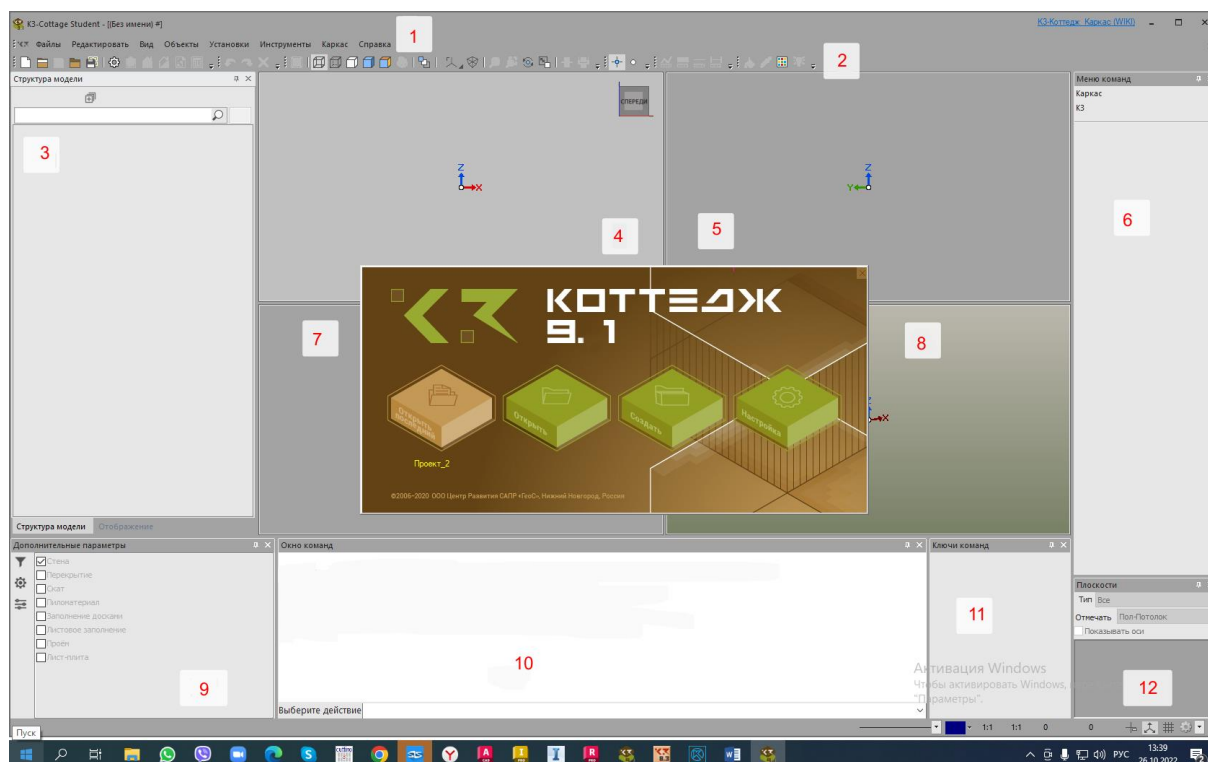 K3-Cottage Student - [(Без имени) #]
К3-Коттедж_Каркас (WIKI)
Файлы Редактировать Вид Объекты Установки Инструменты Каркас Справка
1
2
Структура модели
Меню команд
Каркас
К3
СПЕРЕДИ
3
Z
X
Z
Y
4
5
6
КОТТЕДЖ
9.1
7
8
Открыть
последний
Открыть
Создать
Настройка
X
Проект_2
©2006-2020 ООО Центр Развития САПР «ГеоС», Нижний Новгород, Россия
Структура модели Отображение
Дополнительные параметры
Окно команд
Ключи команд
Стена
Перекрытие
Скат
Пиломатериал
Заполнение досками
Листовое заполнение
Проём
Лист-плита
Плоскости
Тип Все
Отмечать Пол-Потолок
Показывать оси
9
10
11
12
Активация Windows
Чтобы активировать Windows,
"Параметры".
Выберите действие
Пуск
1:1 1:1 0 0
РУС
13:39
26.10.2022